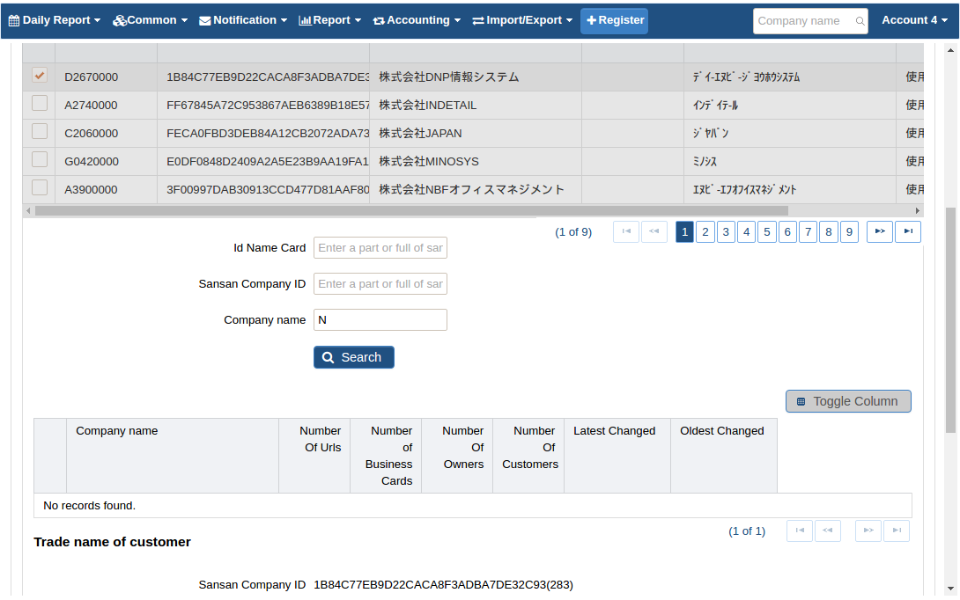 Daily Report Common Notification Report Accounting Import/Export Register Company name Account 4
D2670000 1B84C77EB9D22CACA8F3ADBA7DE3 株式会社DNP情報システム ﾃﾞｲ-ｴﾇﾋﾟ-ｼﾞｮｳﾎｳｼｽﾃﾑ 使用
A2740000 FF67845A72C953867AEB6389B18E57 株式会社INDETAIL ｲﾝﾃﾞｲﾃ-ﾙ 使用
C2060000 FECA0FBD3DEB84A12CB2072ADA73 株式会社JAPAN ｼﾞﾔﾊﾟﾝ 使用
G0420000 E0DF0848D2409A2A5E23B9AA19FA1 株式会社MINOSYS ﾐﾉｼｽ 使用
A3900000 3F00997DAB30913CCD477D81AAF80 株式会社NBFオフィスマネジメント ｴﾇﾋﾞ-ｴﾌｵﾌｲｽﾏﾈｼﾞﾒﾝﾄ 使用
(1 of 9) 1 2 3 4 5 6 7 8 9
Id Name Card Enter a part or full of sar
Sansan Company ID Enter a part or full of sar
Company name N
Search
Toggle Column
Company name Number Of Urls Number of Business Cards Number Of Owners Number Of Customers Latest Changed Oldest Changed
No records found.
(1 of 1)
Trade name of customer
Sansan Company ID 1B84C77EB9D22CACA8F3ADBA7DE32C93(283)